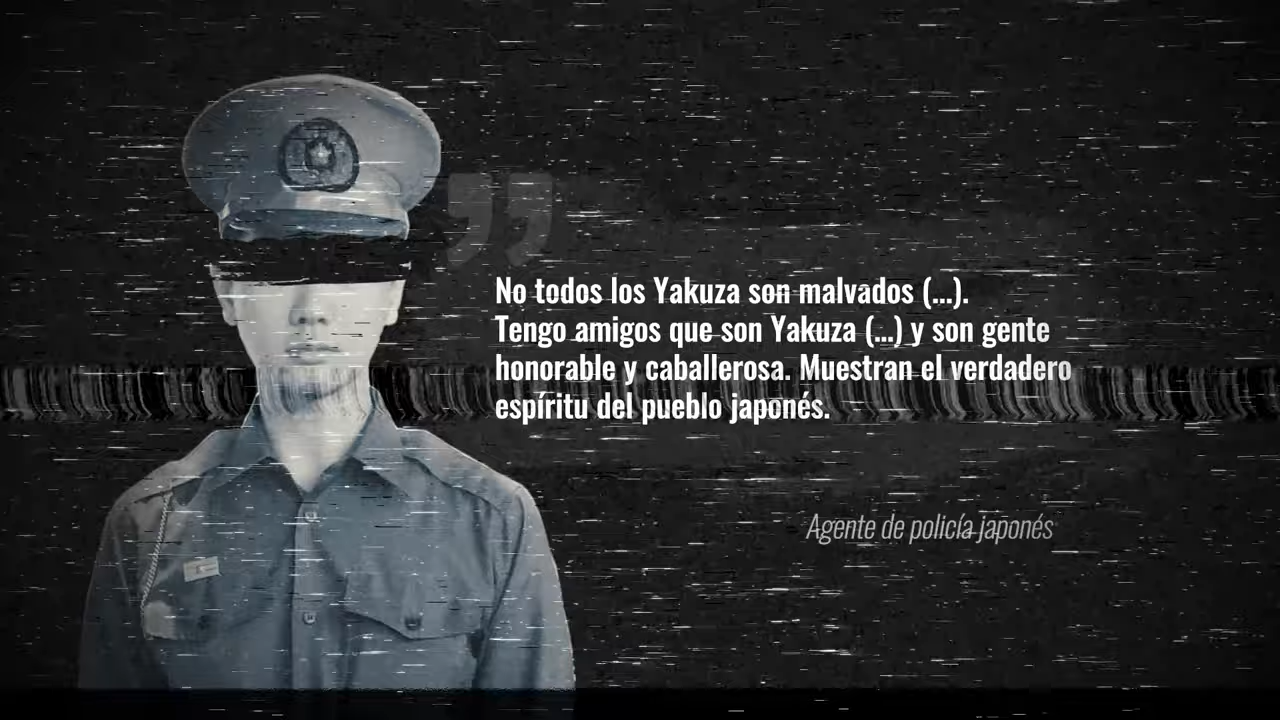 No todos los Yakuza son malvados (...).
Tengo amigos que son Yakuza (...) y son gente
honorable y caballerosa. Muestran el verdadero
espíritu del pueblo japonés.
Agente de policía japonés